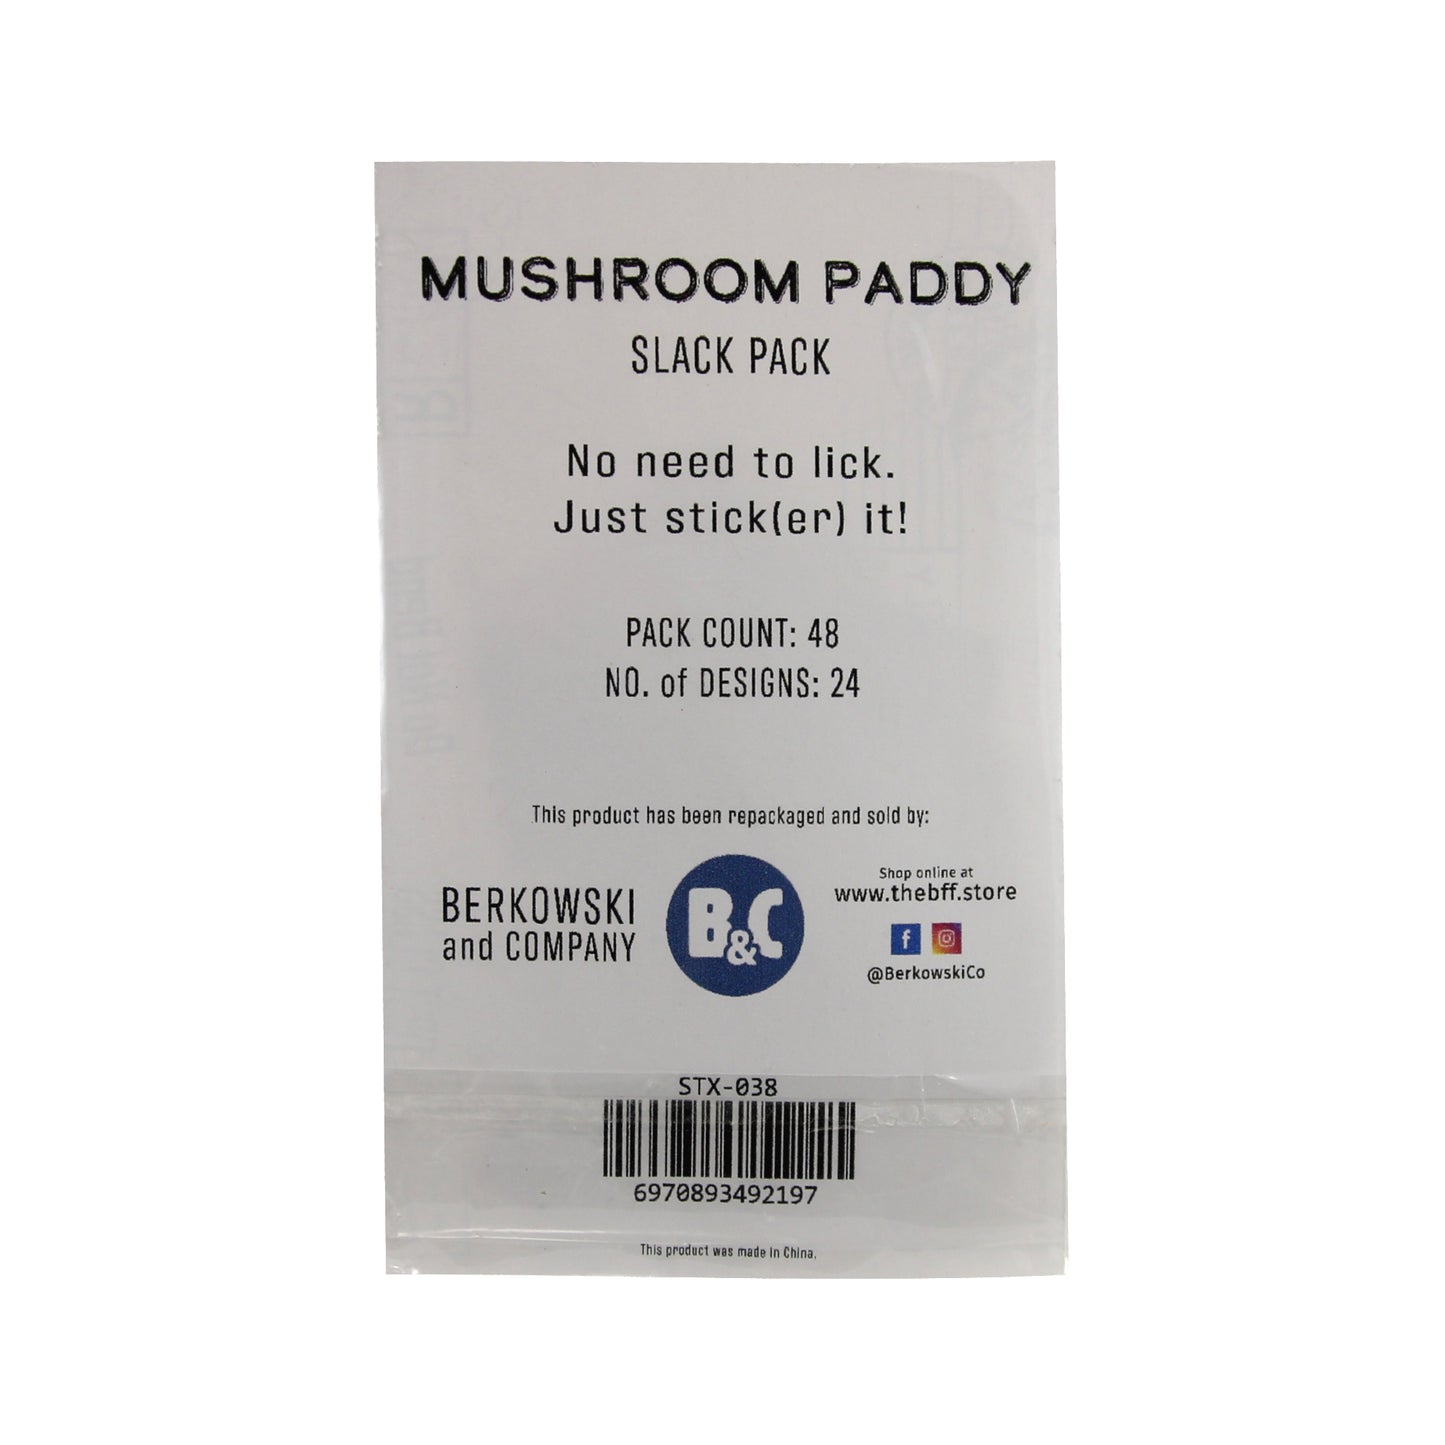 MUSHROOM PADDY
SLACK PACK
No need to lick.
Just stick(er) it!
PACK COUNT: 48
NO. of DESIGNS: 24
This product has been repackaged and sold by:
BERKOWSKI
and COMPANY
B&C
Shop online at
www.thebff.store
@BerkowskiCo
STX-038
6970893492197
This product was made in China.